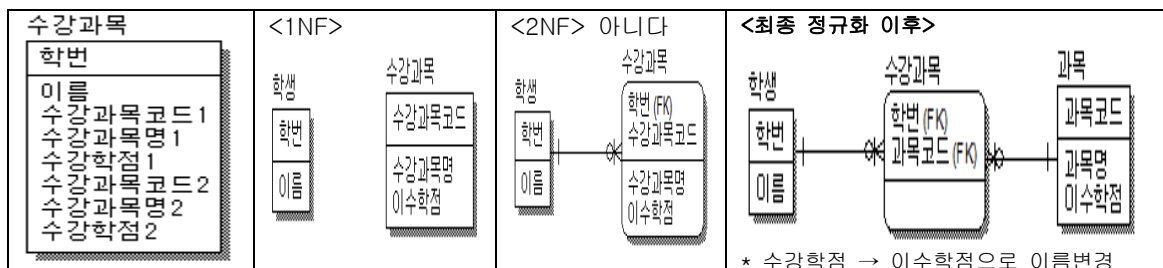 수강과목
학번
이름
수강과목코드1
수강과목명1
수강학점1
수강과목코드2
수강과목명2
수강학점2
<1NF>
학생
학번
이름
수강과목
수강과목코드
수강과목명
이수학점
<2NF> 아니다
학생
학번
이름
수강과목
학번(FK)
수강과목코드
수강과목명
이수학점
<최종 정규화 이후>
학생
학번
이름
수강과목
학번(FK)
과목코드(FK)
과목
과목코드
과목명
이수학점
* 수강학점 → 이수학점으로 이름변경